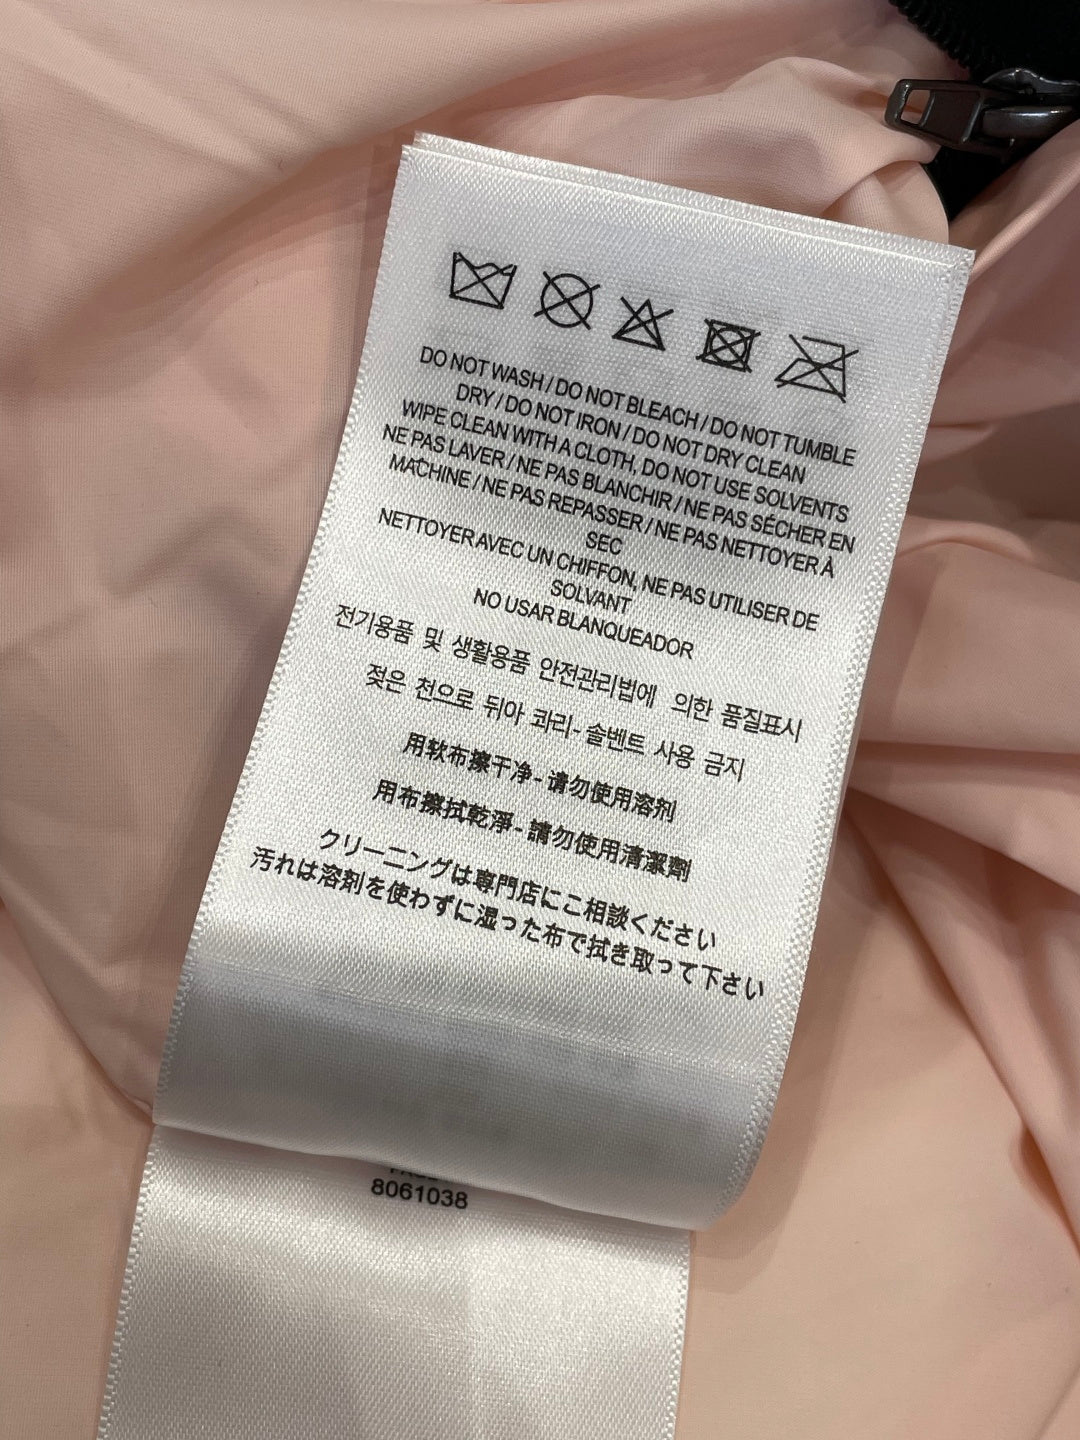 DO NOT WASH / DO NOT BLEACH / DO NOT TUMBLE
DRY / DO NOT IRON / DO NOT DRY CLEAN
WIPE CLEAN WITH A CLOTH, DO NOT USE SOLVENTS
NE PAS LAVER / NE PAS BLANCHIR / NE PAS SÉCHER EN
MACHINE / NE PAS REPASSER / NE PAS NETTOYER À
SEC
NETTOYER AVEC UN CHIFFON, NE PAS UTILISER DE
SOLVANT
NO USAR BLANQUEADOR
전기용품 및 생활용품 안전관리법에 의한 품질표시
젖은 천으로 뒤아 콰리-솔벤트 사용 금지
用软布擦干净-请勿使用溶剂
用布擦拭乾淨-請勿使用清潔劑
クリーニングは専門店にご相談ください
汚れは溶剤を使わずに湿った布で拭き取って下さい
8061038